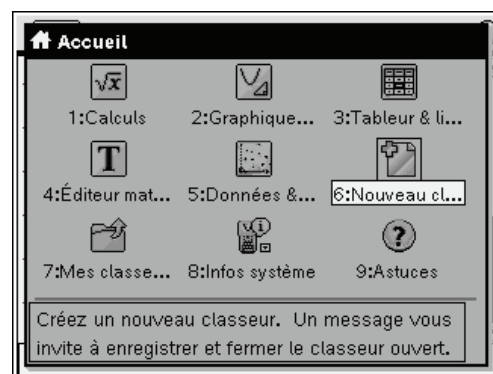 Accueil
1:Calculs 2:Graphique... 3:Tableur & li...
T
4:Éditeur mat... 5:Données &... 6:Nouveau cl...
7:Mes classe... 8:Infos système 9:Astuces
Créez un nouveau classeur. Un message vous
invite à enregistrer et fermer le classeur ouvert.